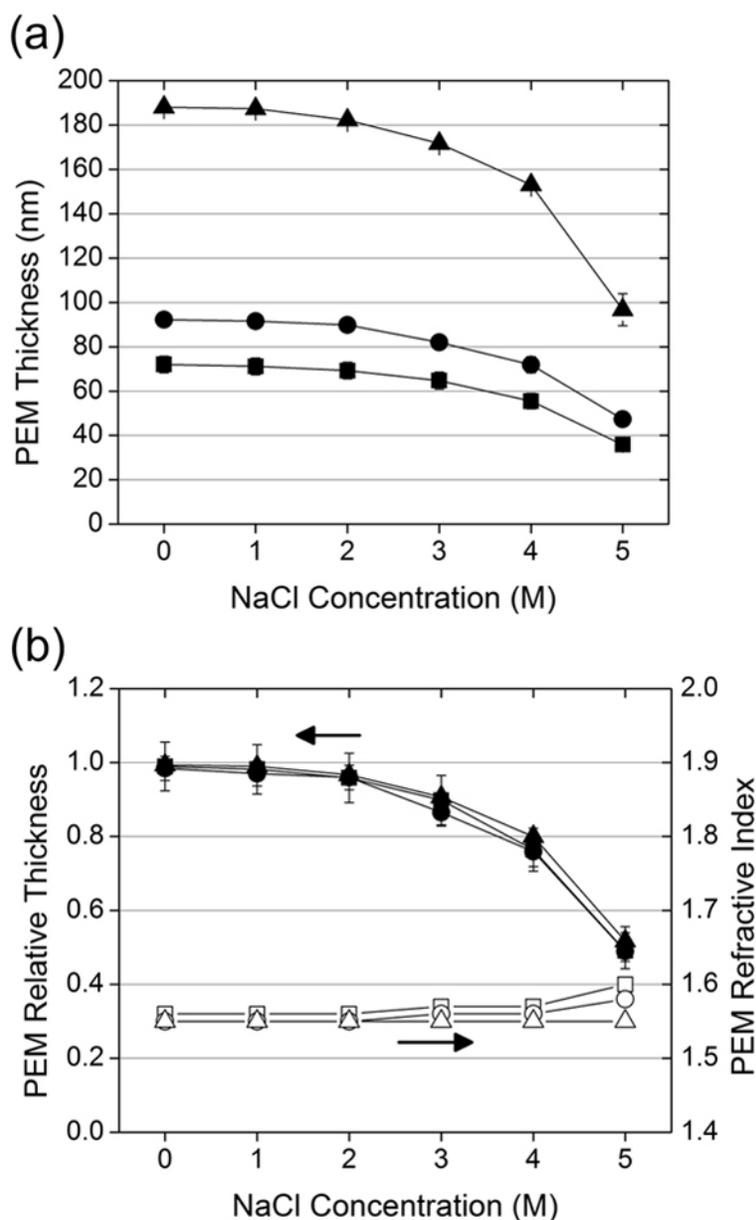 (a)
200
180
160
140
120
100
80
60
40
20
0
PEM Thickness (nm)
0 1 2 3 4 5
NaCl Concentration (M)
(b)
1.2
1.0
0.8
0.6
0.4
0.2
0.0
PEM Relative Thickness
2.0
1.9
1.8
1.7
1.6
1.5
1.4
PEM Refractive Index
0 1 2 3 4 5
NaCl Concentration (M)